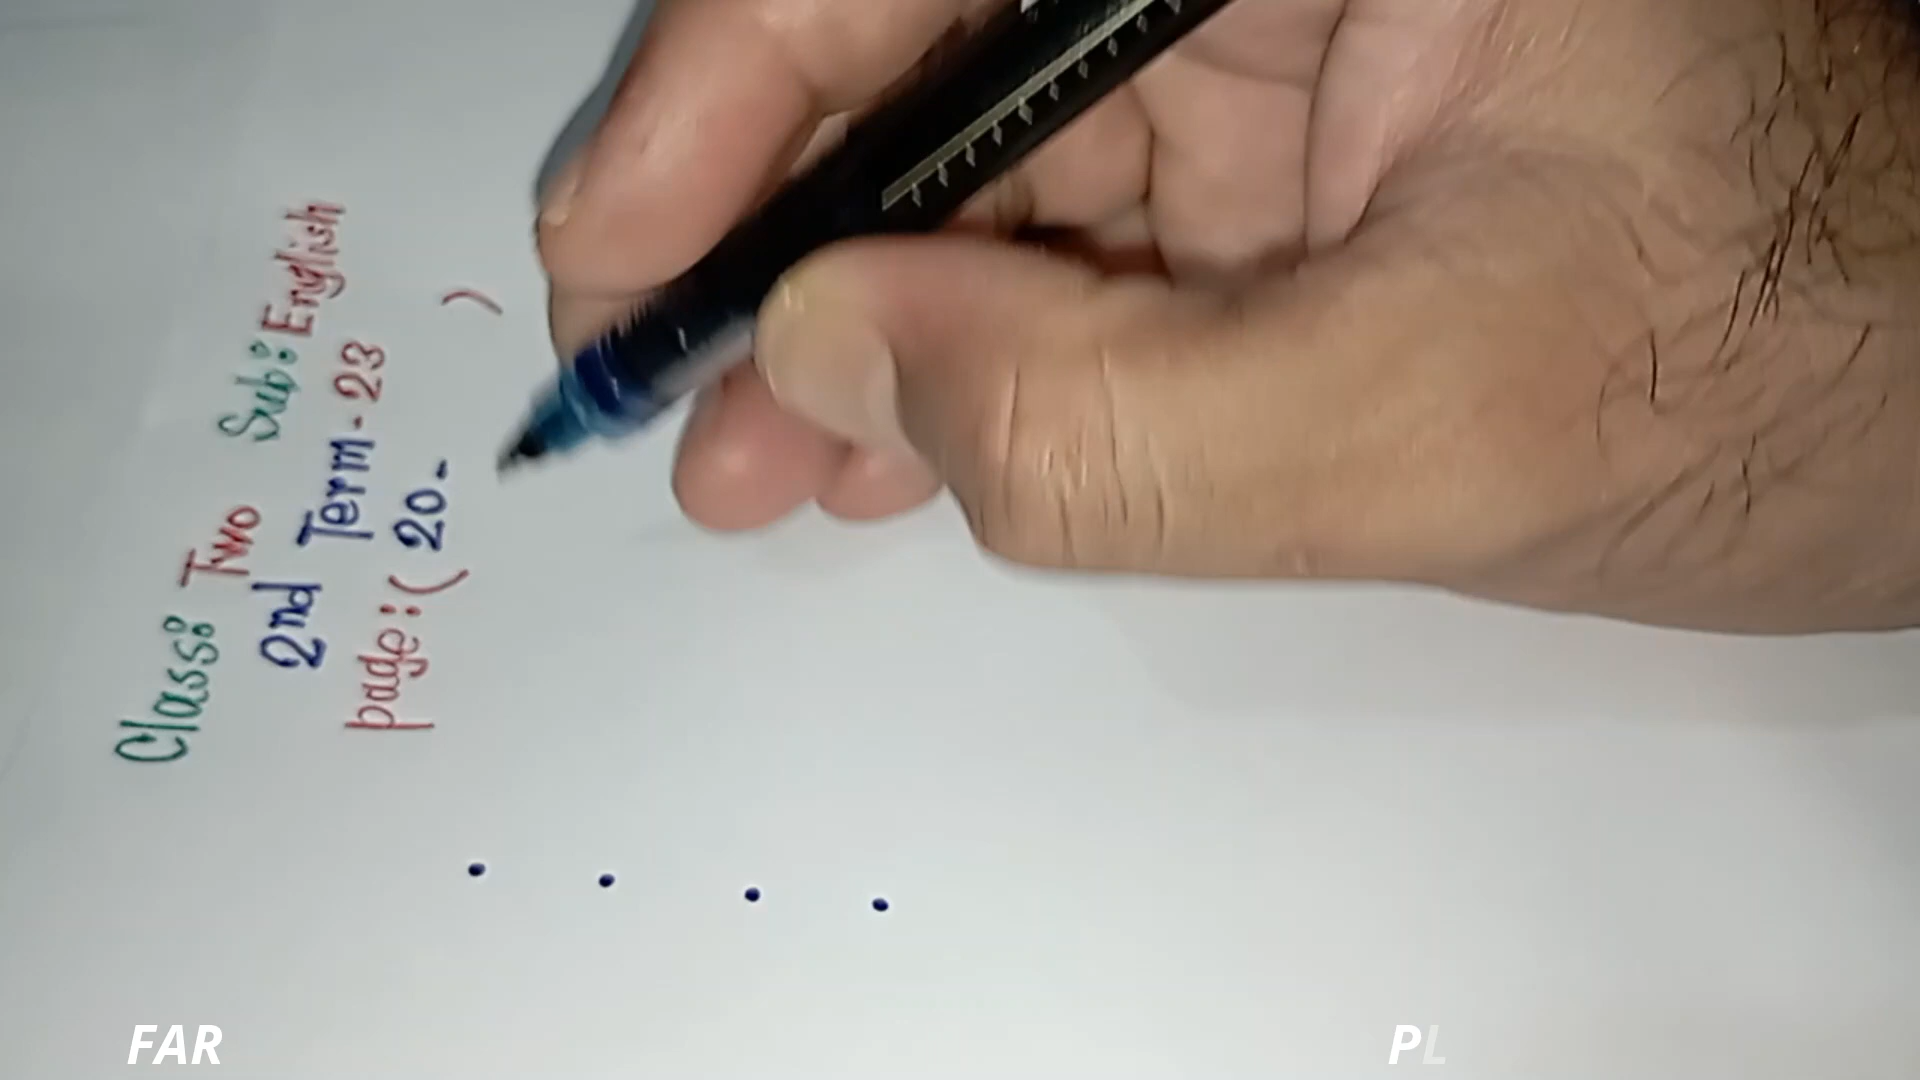 Class: Two Sub: English
2nd Term-23
page: ( 20- )
FAR
PL